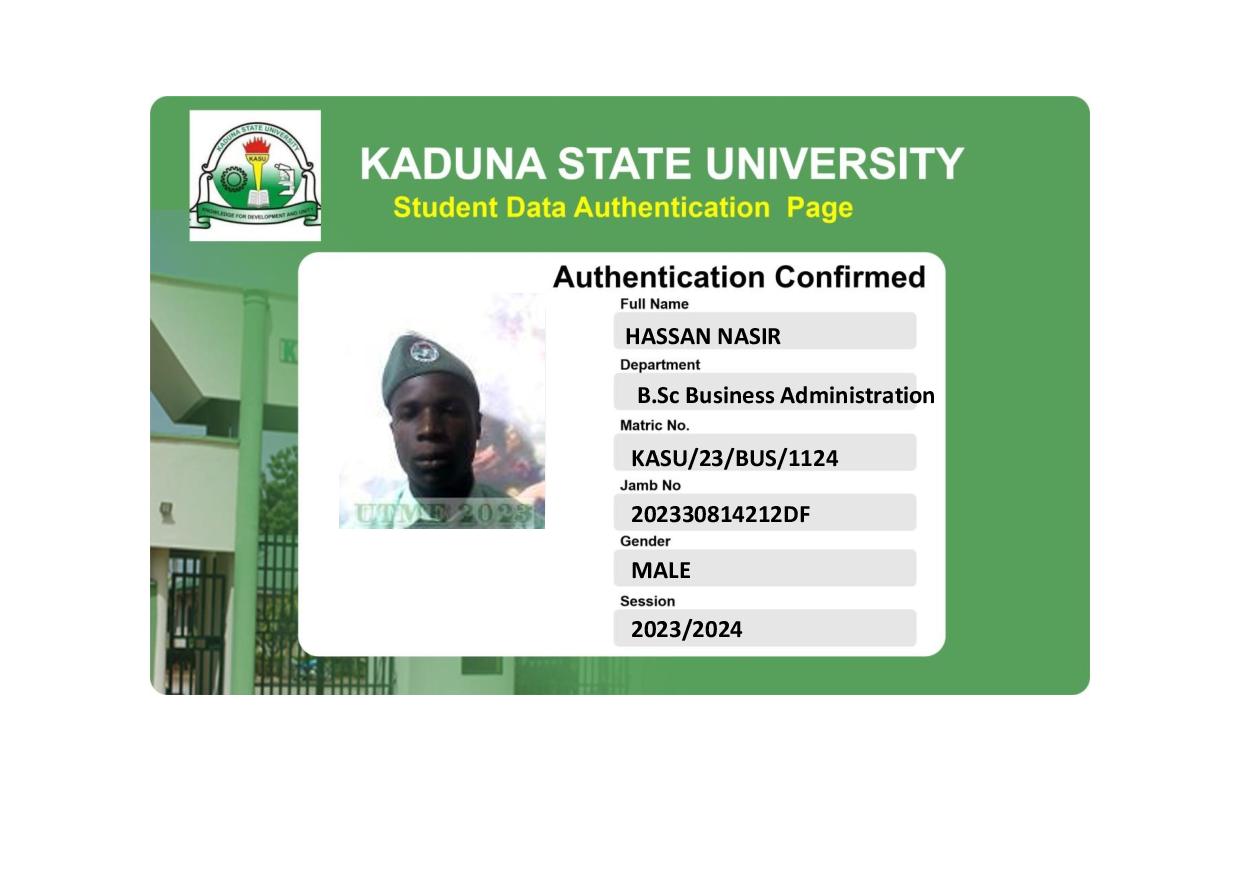 KADUNA STATE UNIVERSITY
KASU
KNOWLEDGE FOR DEVELOPMENT AND UNITY
KADUNA STATE UNIVERSITY
Student Data Authentication Page
Authentication Confirmed
Full Name
HASSAN NASIR
Department
B.Sc Business Administration
Matric No.
KASU/23/BUS/1124
Jamb No
202330814212DF
Gender
MALE
Session
2023/2024
UTME 2023
K